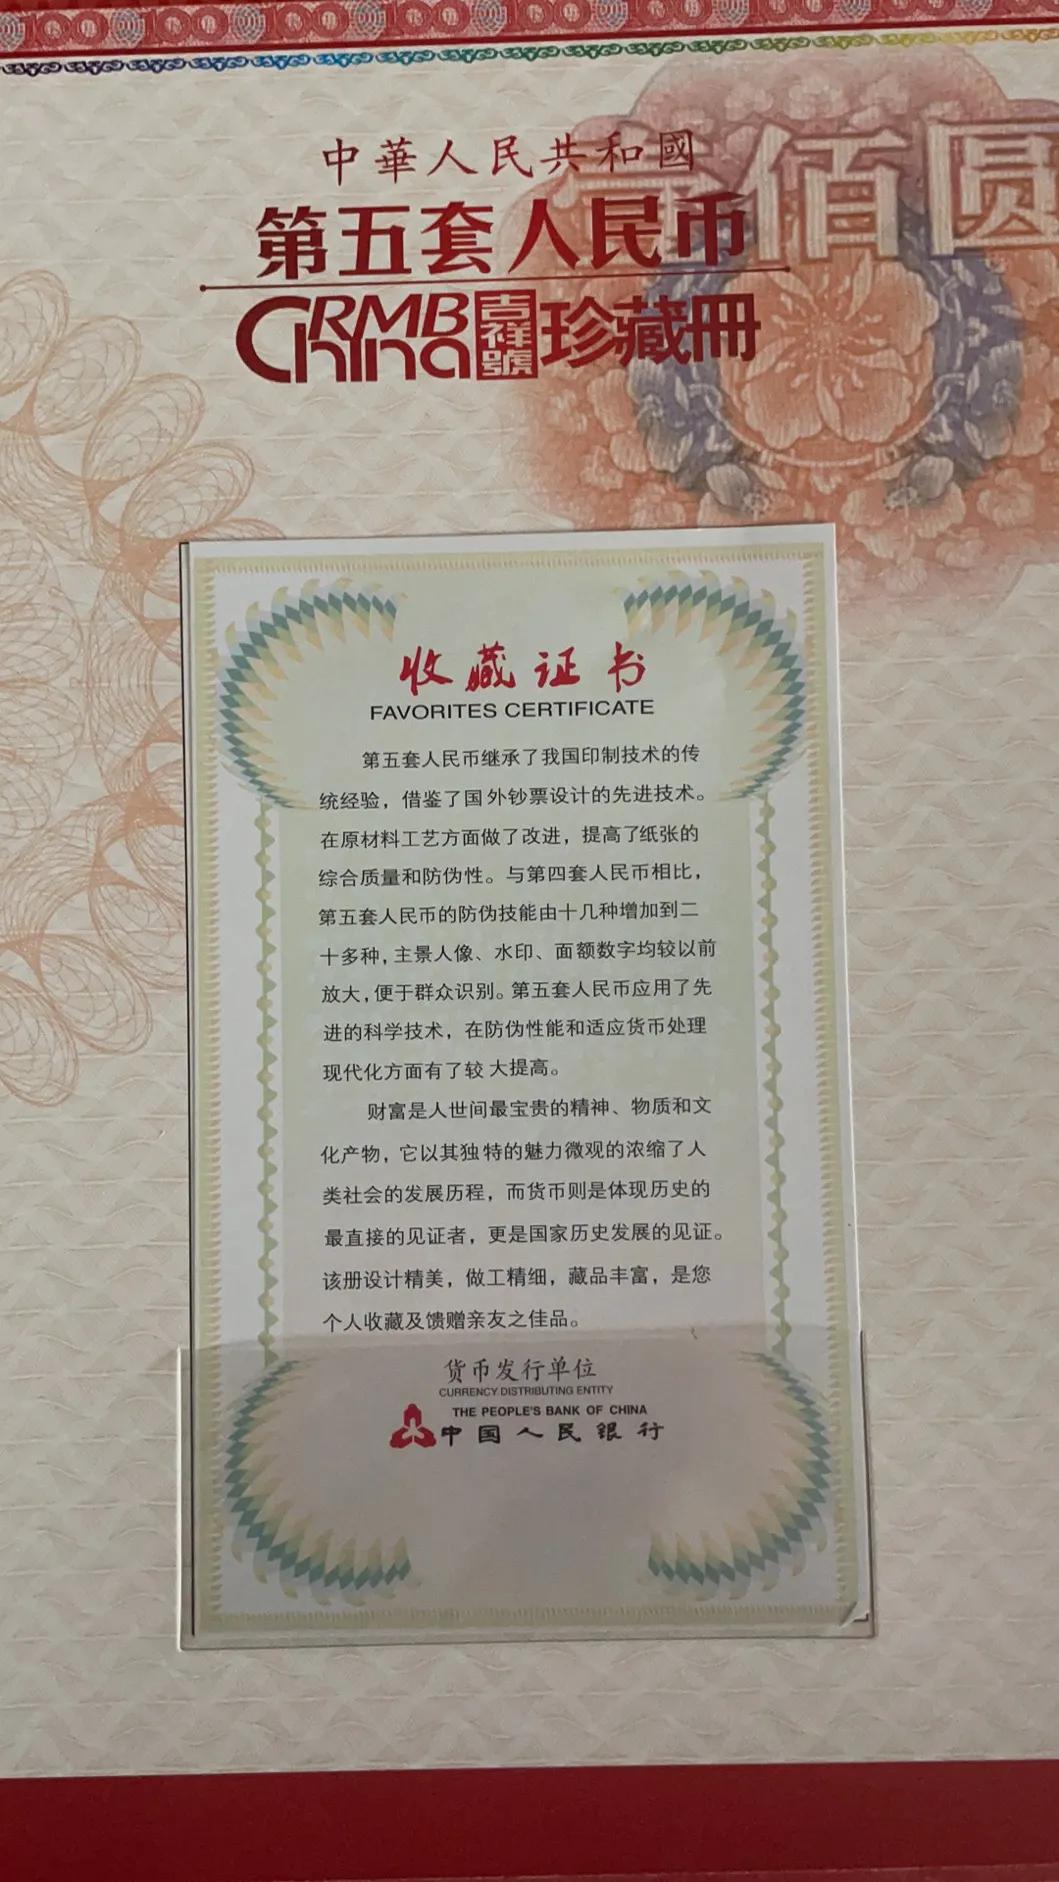 壹佰圆
中華人民共和國
第五套人民币
CHINA RMB 吉祥號 珍藏冊
收藏证书
FAVORITES CERTIFICATE
第五套人民币继承了我国印制技术的传
统经验，借鉴了国外钞票设计的先进技术。
在原材料工艺方面做了改进，提高了纸张的
综合质量和防伪性。与第四套人民币相比，
第五套人民币的防伪技能由十几种增加到二
十多种，主景人像、水印、面额数字均较以前
放大，便于群众识别。第五套人民币应用了先
进的科学技术，在防伪性能和适应货币处理
现代化方面有了较大提高。
财富是人世间最宝贵的精神、物质和文
化产物，它以其独特的魅力微观的浓缩了人
类社会的发展历程，而货币则是体现历史的
最直接的见证者，更是国家历史发展的见证。
该册设计精美，做工精细，藏品丰富，是您
个人收藏及馈赠亲友之佳品。
货币发行单位
CURRENCY DISTRIBUTING ENTITY
THE PEOPLE'S BANK OF CHINA
中国人民银行